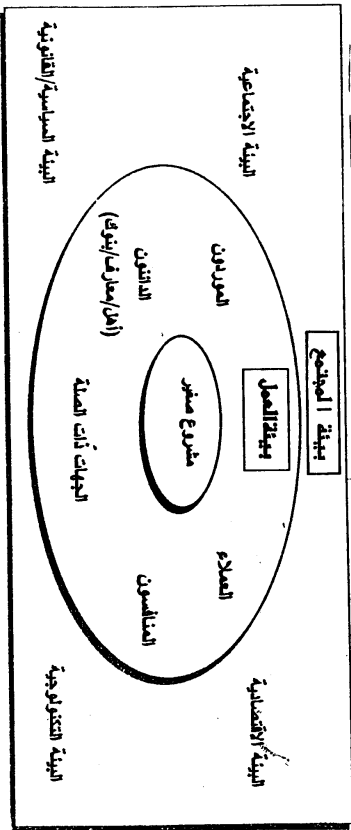 بيئة المجتمع
البيئة الاقتصادية
البيئة الاجتماعية
بيئة العمل
العملاء
الموردون
مشروع صغير
المنافسون
الدائنون
(أهل/معارف/بنوك)
الجهات ذات الصلة
البيئة التكنولوجية
البيئة السياسية/القانونية